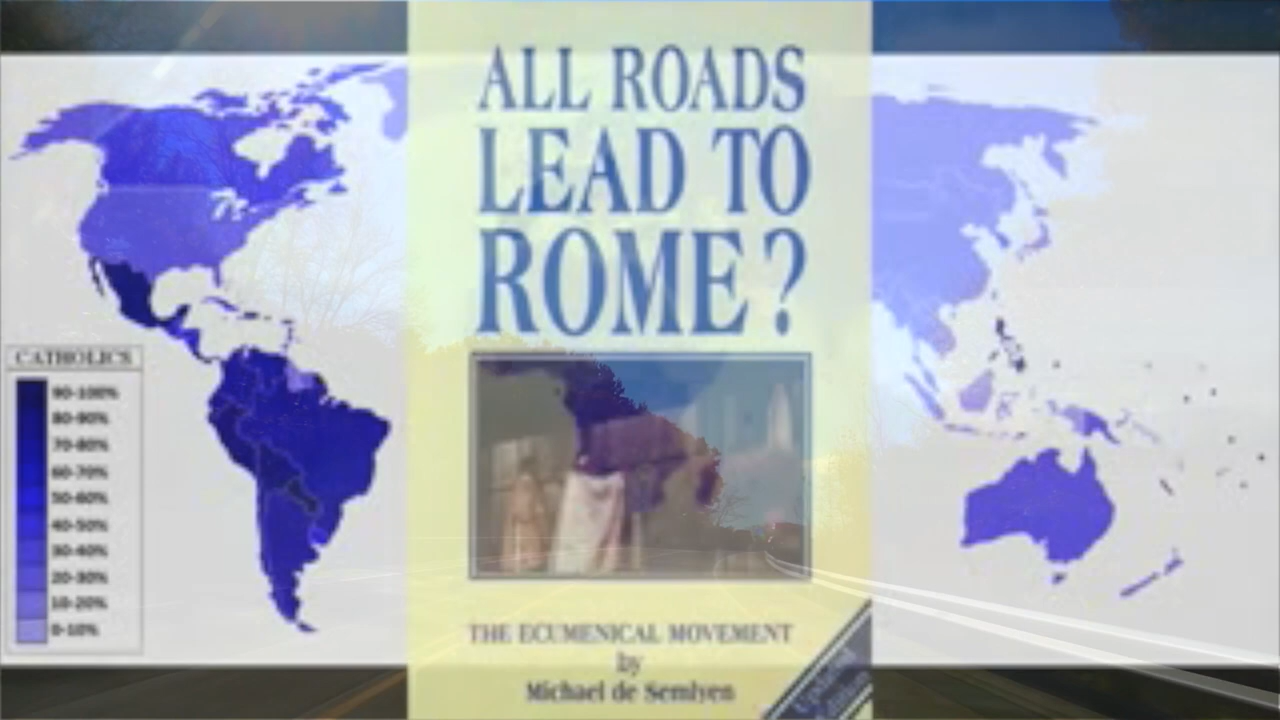 ALL ROADS
LEAD TO
ROME?
CATHOLICS
90-100%
80-90%
70-80%
60-70%
50-60%
40-50%
30-40%
20-30%
10-20%
0-10%
THE ECUMENICAL MOVEMENT
by
Michael de Semlyen